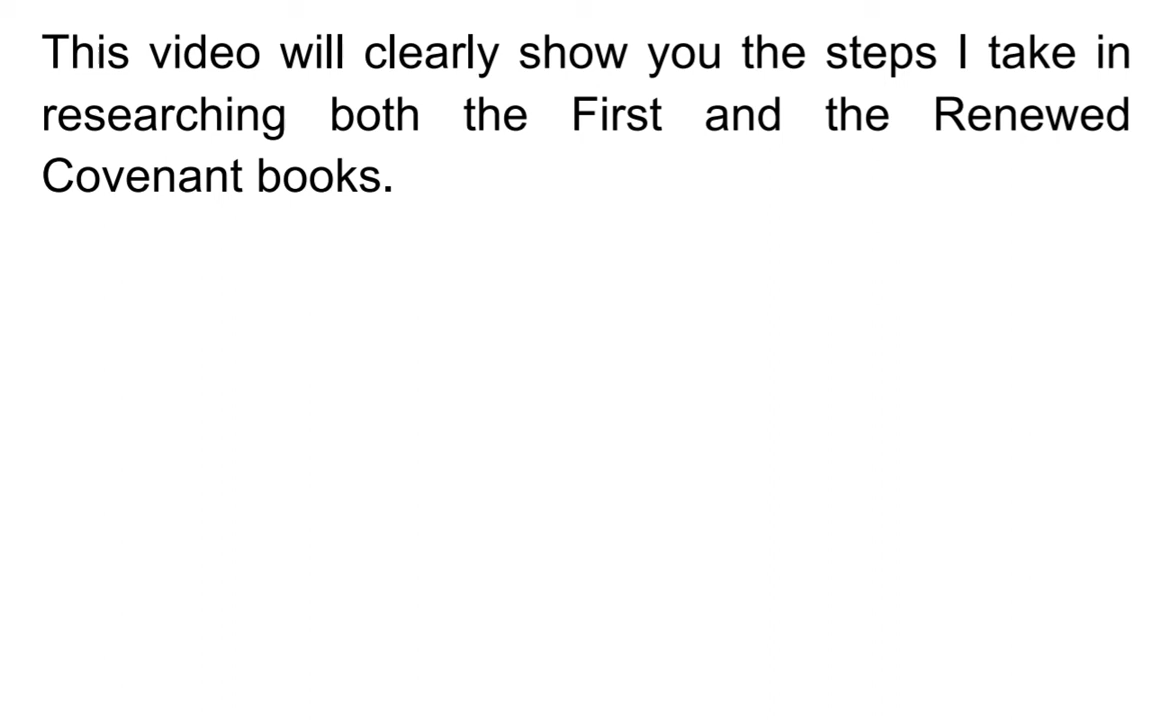 This video will clearly show you the steps I take in
researching both the First and the Renewed
Covenant books.